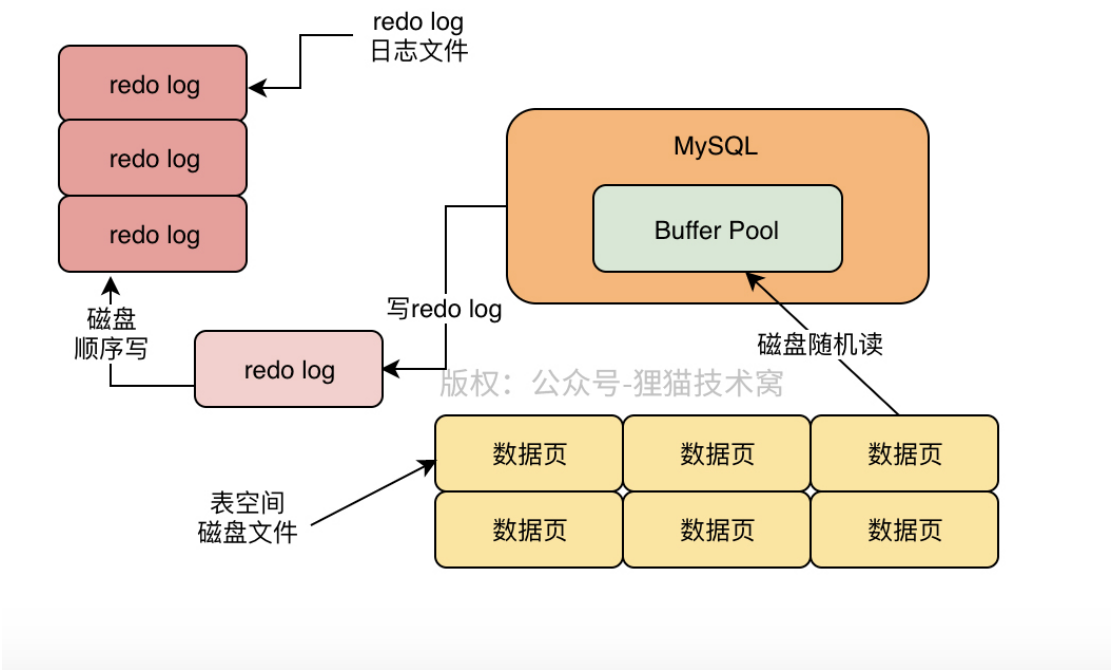 redo log
日志文件
redo log
redo log
redo log
MySQL
Buffer Pool
写redo log
磁盘
顺序写
redo log
磁盘随机读
版权：公众号-狸猫技术窝
数据页
数据页
数据页
表空间
磁盘文件
数据页
数据页
数据页